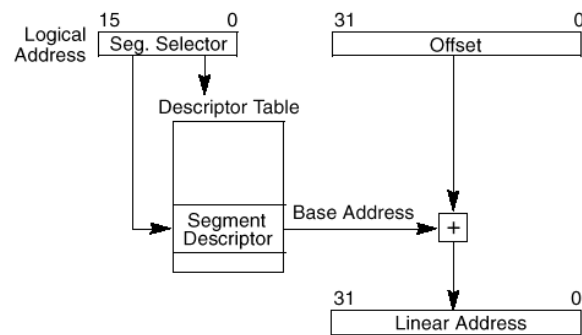 15 0 31 0
Logical Address
Seg. Selector
Offset
Descriptor Table
Segment
Descriptor
Base Address
+
31 0
Linear Address